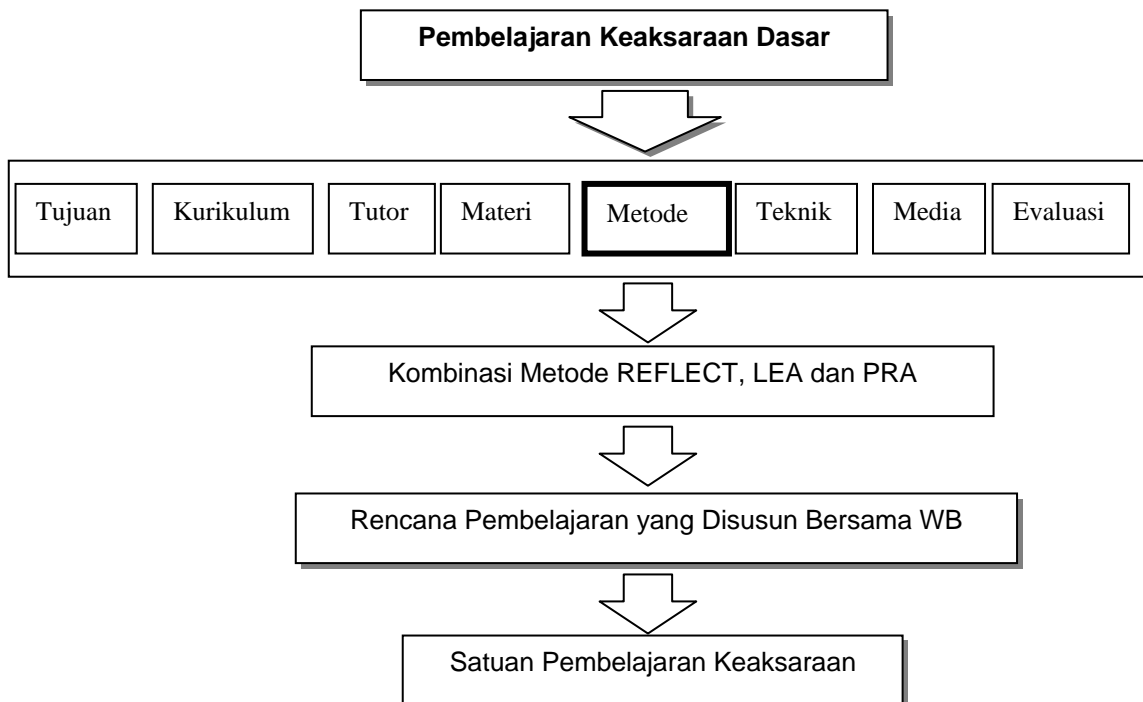 Pembelajaran Keaksaraan Dasar
Tujuan Kurikulum Tutor Materi Metode Teknik Media Evaluasi
Kombinasi Metode REFLECT, LEA dan PRA
Rencana Pembelajaran yang Disusun Bersama WB
Satuan Pembelajaran Keaksaraan